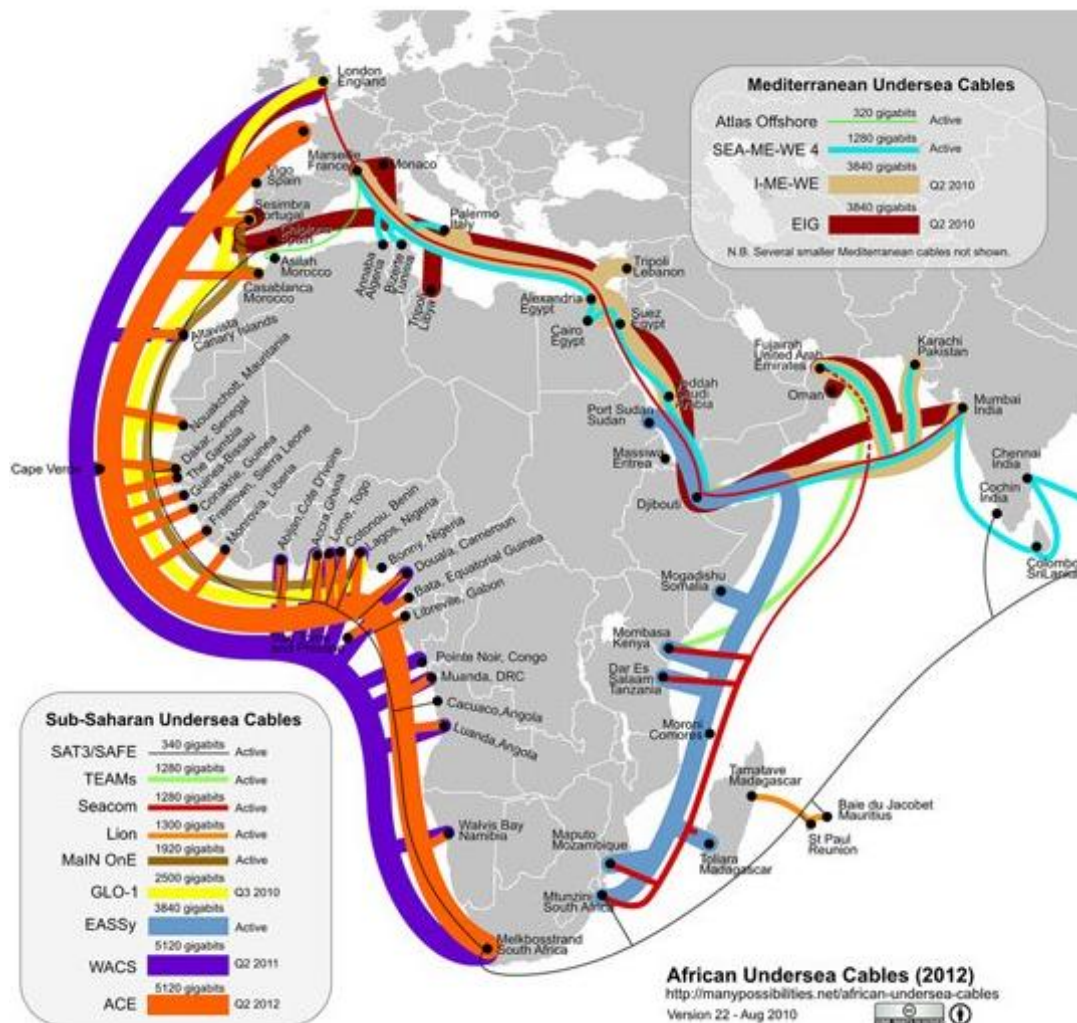 London
England
Marseille
France
Monaco
Vigo
Spain
Sesimbra
Portugal
Asilah
Morocco
Casablanca
Morocco
Annaba
Algeria
Bizerte
Tunisia
Tripoli
Libya
Palermo
Italy
Tripoli
Lebanon
Alexandria
Egypt
Cairo
Egypt
Suez
Egypt
Altavista
Canary Islands
Nouakchott, Mauritania
Dakar, Senegal
The Gambia
Guinea-Bissau
Conakrie, Guinea
Freetown, Sierra Leone
Monrovia, Liberia
Cape Verde
Abijan, Cote D'Ivoire
Accra, Ghana
Lome, Togo
Cotonou, Benin
Lagos, Nigeria
Bonny, Nigeria
Douala, Cameroun
Bata, Equatorial Guinea
Libreville, Gabon
Pointe Noir, Congo
Muanda, DRC
Cacuaco,Angola
Luanda,Angola
Walvis Bay
Namibia
Melkbosstrand
South Africa
Port Sudan
Sudan
Massiwa
Eritrea
Djibouti
Fujairah
United Arab
Emirates
Oman
Karachi
Pakistan
Mumbai
India
Chennai
India
Cochin
India
Colombo
SriLanka
Mogadishu
Somalia
Mombasa
Kenya
Dar Es
Salaam
Tanzania
Moroni
Comores
Tamatave
Madagascar
Baie du Jacobet
Mauritius
St Paul
Reunion
Maputo
Mozambique
Toliara
Madagascar
Mtunzini
South Africa
Mediterranean Undersea Cables
Atlas Offshore 320 gigabits Active
SEA-ME-WE 4 1280 gigabits Active
I-ME-WE 3840 gigabits Q2 2010
EIG 3840 gigabits Q2 2010
N.B. Several smaller Mediterranean cables not shown.
Sub-Saharan Undersea Cables
SAT3/SAFE 340 gigabits Active
TEAMs 1280 gigabits Active
Seacom 1280 gigabits Active
Lion 1300 gigabits Active
MaIN OnE 1920 gigabits Active
GLO-1 2500 gigabits Q3 2010
EASSy 3840 gigabits Active
WACS 5120 gigabits Q2 2011
ACE 5120 gigabits Q2 2012
African Undersea Cables (2012)
http://manypossibilities.net/african-undersea-cables
Version 22 - Aug 2010